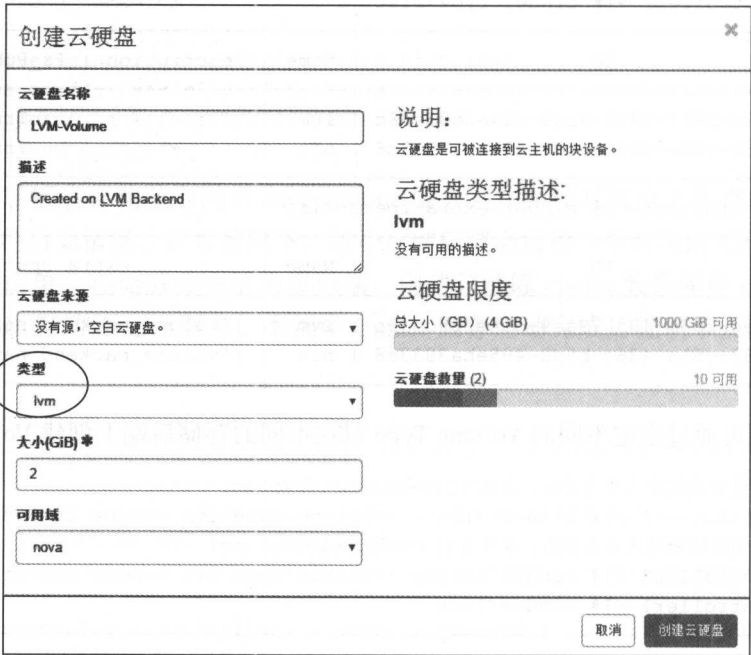 创建云硬盘
×
云硬盘名称
LVM-Volume
描述
Created on LVM Backend
云硬盘来源
没有源，空白云硬盘。
类型
lvm
大小(GiB) *
2
可用域
nova
说明：
云硬盘是可被连接到云主机的块设备。
云硬盘类型描述:
lvm
没有可用的描述。
云硬盘限度
总大小（GB）(4GiB) 1000 GiB 可用
云硬盘数量 (2) 10 可用
取消
创建云硬盘